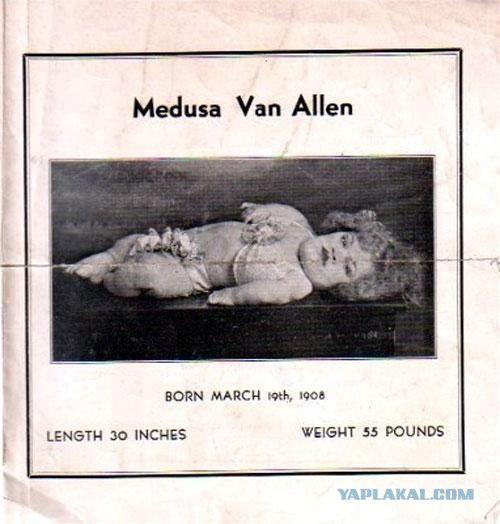 Medusa Van Allen
BORN MARCH 19th, 1908
LENGTH 30 INCHES
WEIGHT 55 POUNDS
YAPLAKAL.COM